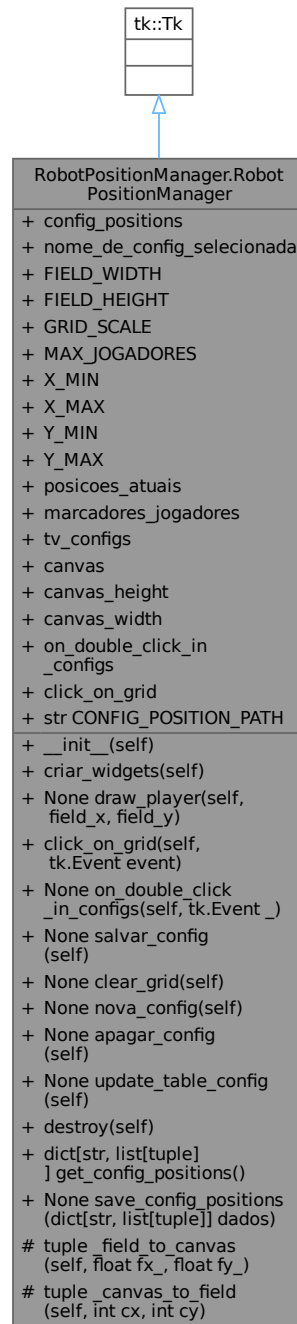 tk::Tk
RobotPositionManager.Robot
PositionManager
+ config_positions
+ nome_de_config_selecionada
+ FIELD_WIDTH
+ FIELD_HEIGHT
+ GRID_SCALE
+ MAX_JOGADORES
+ X_MIN
+ X_MAX
+ Y_MIN
+ Y_MAX
+ posicoes_atuais
+ marcadores_jogadores
+ tv_configs
+ canvas
+ canvas_height
+ canvas_width
+ on_double_click_in
_configs
+ click_on_grid
+ str CONFIG_POSITION_PATH
+ __init__(self)
+ criar_widgets(self)
+ None draw_player(self,
field_x, field_y)
+ click_on_grid(self,
tk.Event event)
+ None on_double_click
_in_configs(self, tk.Event _)
+ None salvar_config
(self)
+ None clear_grid(self)
+ None nova_config(self)
+ None apagar_config
(self)
+ None update_table_config
(self)
+ destroy(self)
+ dict[str, list[tuple]
] get_config_positions()
+ None save_config_positions
(dict[str, list[tuple]] dados)
# tuple _field_to_canvas
(self, float fx_, float fy_)
# tuple _canvas_to_field
(self, int cx, int cy)